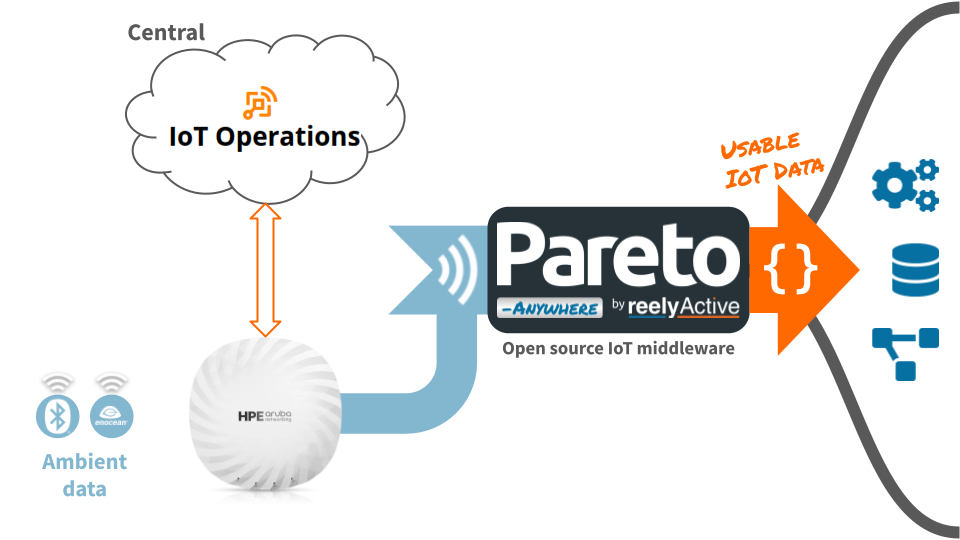 Central
IoT Operations
USABLE
IoT DATA
{}
Pareto
-ANYWHERE
by reelyActive
Open source IoT middleware
HPE aruba
networking
enocean
Ambient
data